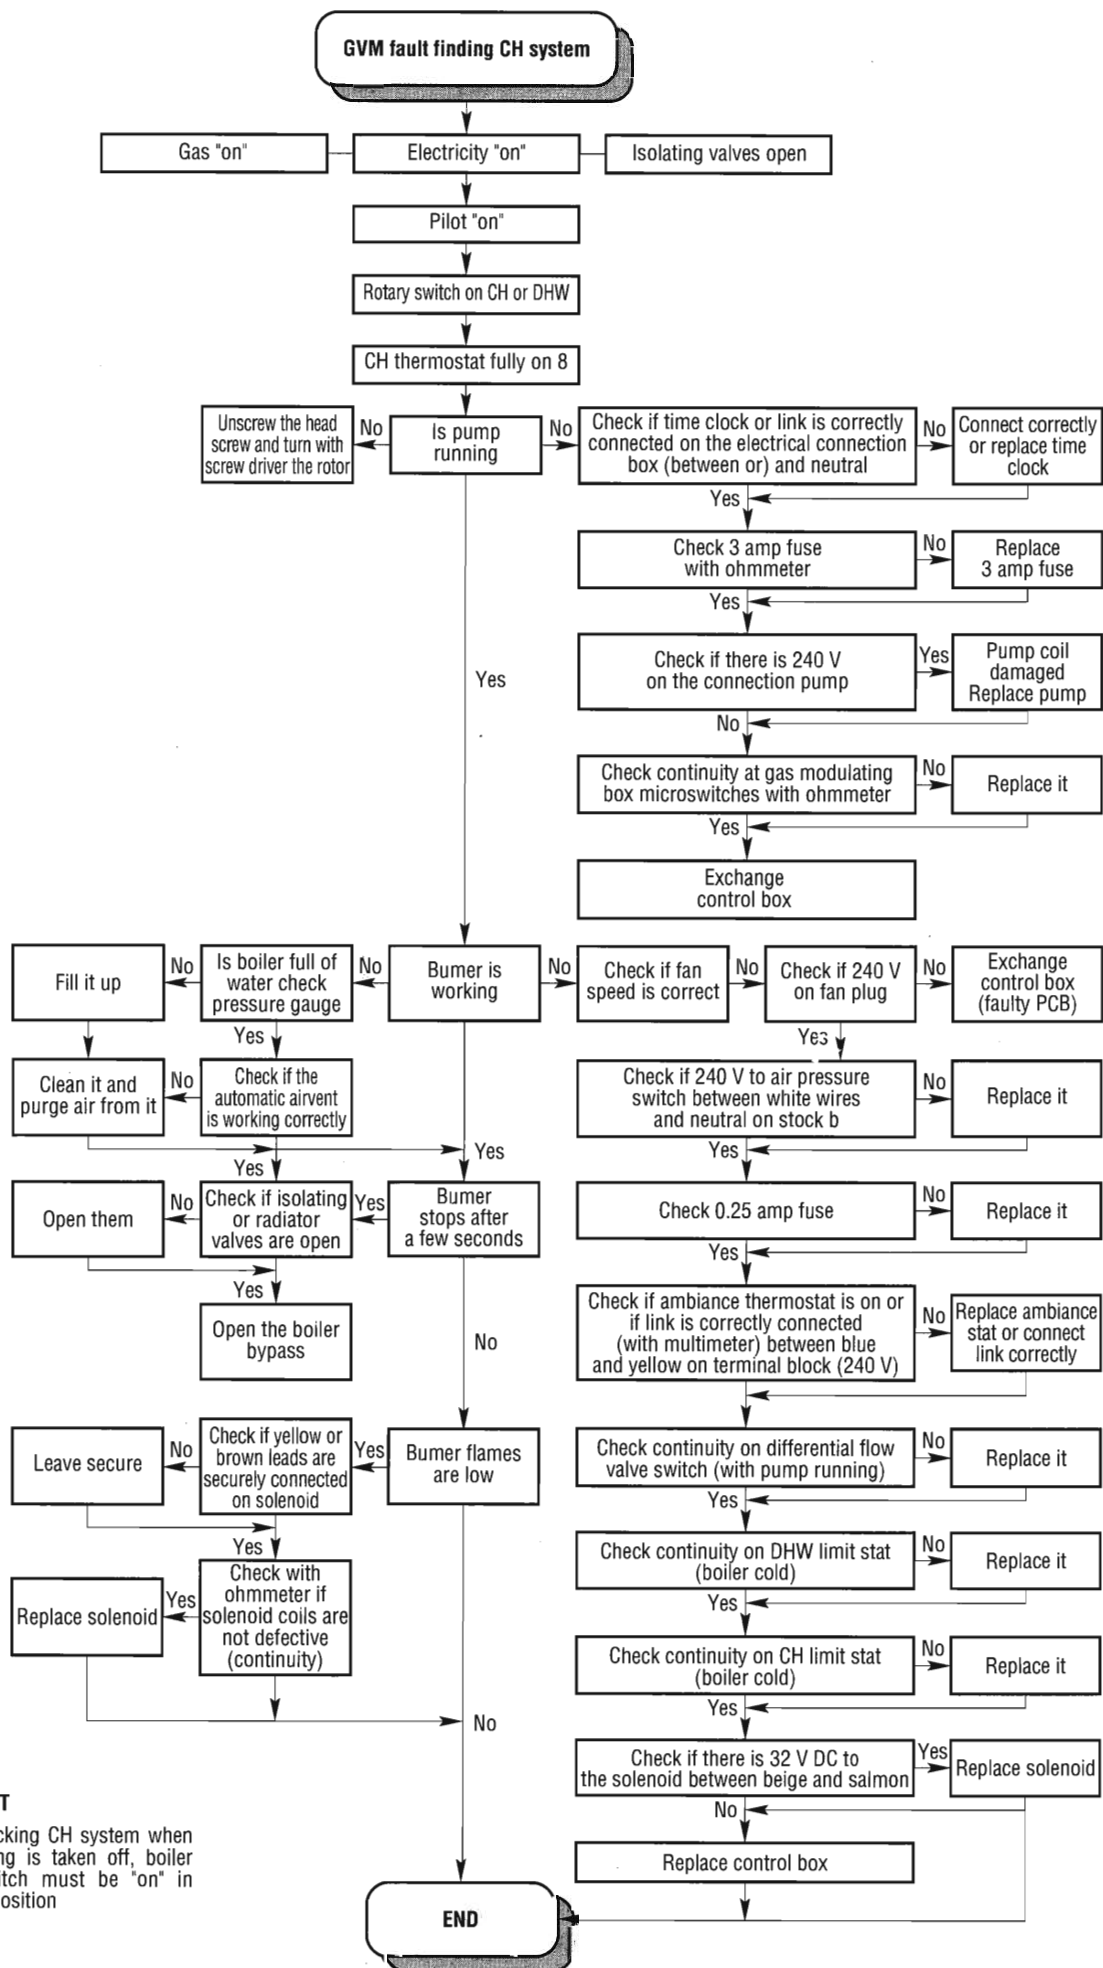 GVM fault finding CH system
Gas "on"
Electricity "on"
Isolating valves open
Pilot "on"
Rotary switch on CH or DHW
CH thermostat fully on 8
Unscrew the head
screw and turn with
screw driver the rotor
No
Is pump
running
No
Check if time clock or link is correctly
connected on the electrical connection
box (between or) and neutral
No
Connect correctly
or replace time
clock
Yes
Check 3 amp fuse
with ohmmeter
No
Replace
3 amp fuse
Yes
Check if there is 240 V
on the connection pump
Yes
Pump coil
damaged
Replace pump
Yes
No
Check continuity at gas modulating
box microswitches with ohmmeter
No
Replace it
Yes
Exchange
control box
Fill it up
No
Is boiler full of
water check
pressure gauge
No
Bumer is
working
No
Check if fan
speed is correct
No
Check if 240 V
on fan plug
No
Exchange
control box
(faulty PCB)
Yes
Yes
Clean it and
purge air from it
No
Check if the
automatic airvent
is working correctly
Check if 240 V to air pressure
switch between white wires
and neutral on stock b
No
Replace it
Yes
Yes
Yes
Open them
No
Check if isolating
or radiator
valves are open
Yes
Bumer
stops after
a few seconds
Check 0.25 amp fuse
No
Replace it
Yes
Yes
Open the boiler
bypass
No
Check if ambiance thermostat is on or
if link is correctly connected
(with multimeter) between blue
and yellow on terminal block (240 V)
No
Replace ambiance
stat or connect
link correctly
Leave secure
No
Check if yellow or
brown leads are
securely connected
on solenoid
Yes
Bumer flames
are low
Check continuity on differential flow
valve switch (with pump running)
No
Replace it
Yes
Yes
Replace solenoid
Yes
Check with
ohmmeter if
solenoid coils are
not defective
(continuity)
Check continuity on DHW limit stat
(boiler cold)
No
Replace it
Yes
Check continuity on CH limit stat
(boiler cold)
No
Replace it
No
Yes
Check if there is 32 V DC to
the solenoid between beige and salmon
Yes
Replace solenoid
No
Replace control box
T
cking CH system when
ng is taken off, boiler
itch must be "on" in
osition
END